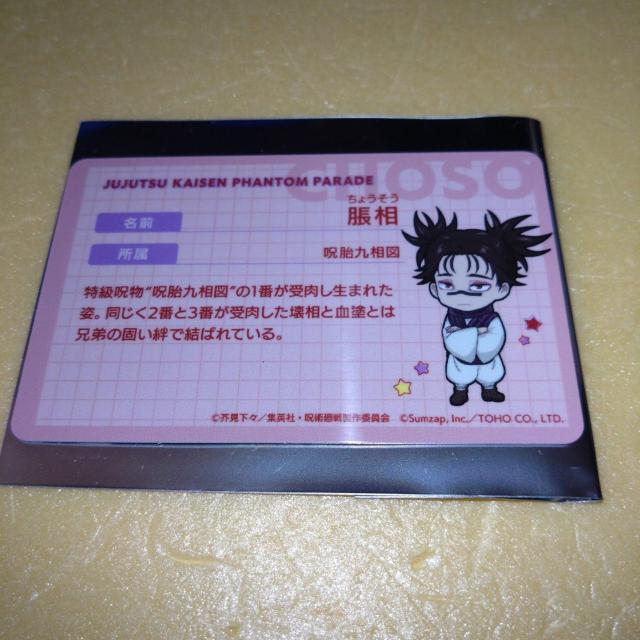 CHOSO
JUJUTSU KAISEN PHANTOM PARADE
ちょうそう
名前 脹相
所属 呪胎九相図
特級呪物“呪胎九相図”の1番が受肉し生まれた
姿。同じく2番と3番が受肉した壊相と血塗とは
兄弟の固い絆で結ばれている。
©芥見下々／集英社・呪術廻戦製作委員会 ©Sumzap, Inc.／TOHO CO., LTD.